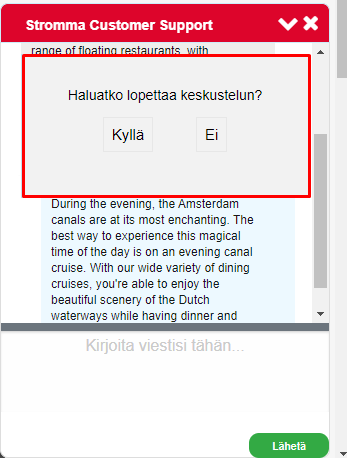 Stromma Customer Support
range of floating restaurants, with
Haluatko lopettaa keskustelun?
Kyllä
Ei
During the evening, the Amsterdam
canals are at its most enchanting. The
best way to experience this magical
time of the day is on an evening canal
cruise. With our wide variety of dining
cruises, you're able to enjoy the
beautiful scenery of the Dutch
waterways while having dinner and
Kirjoita viestisi tähän...
Lähetä